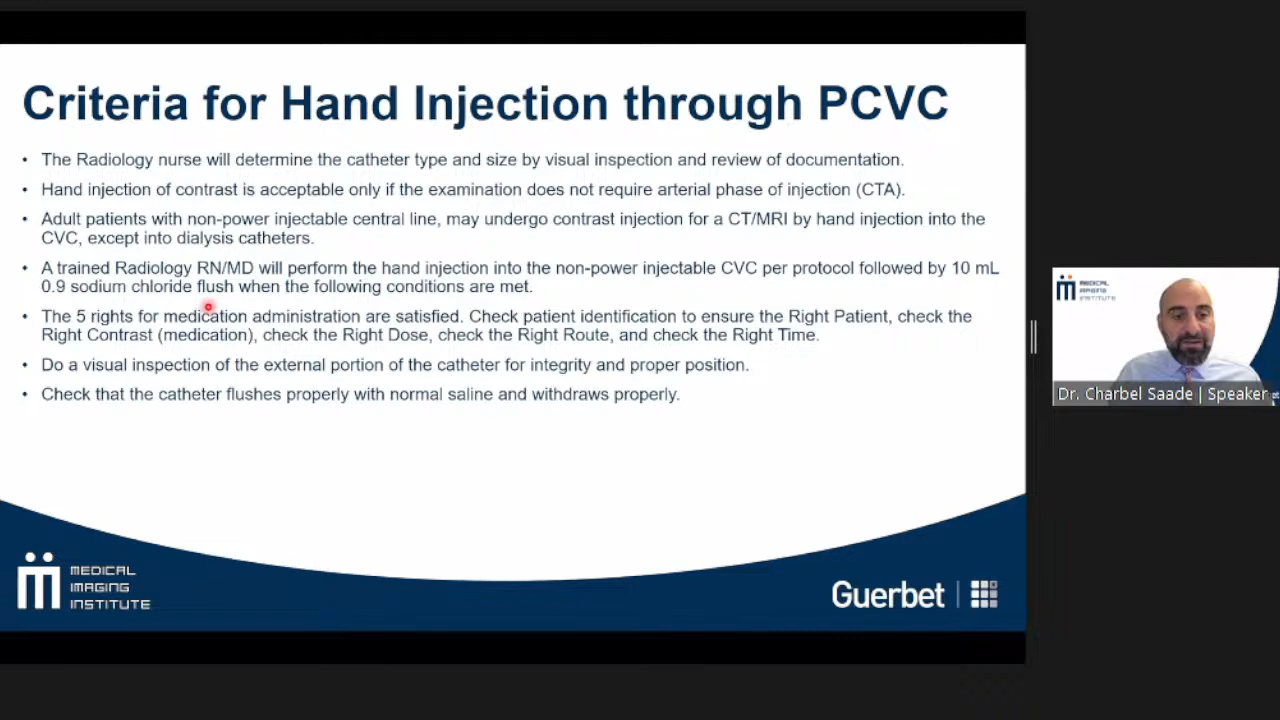 Criteria for Hand Injection through PCVC
• The Radiology nurse will determine the catheter type and size by visual inspection and review of documentation.
• Hand injection of contrast is acceptable only if the examination does not require arterial phase of injection (CTA).
• Adult patients with non-power injectable central line, may undergo contrast injection for a CT/MRI by hand injection into the
CVC, except into dialysis catheters.
• A trained Radiology RN/MD will perform the hand injection into the non-power injectable CVC per protocol followed by 10 mL
0.9 sodium chloride flush when the following conditions are met.
• The 5 rights for medication administration are satisfied. Check patient identification to ensure the Right Patient, check the
Right Contrast (medication), check the Right Dose, check the Right Route, and check the Right Time.
• Do a visual inspection of the external portion of the catheter for integrity and proper position.
• Check that the catheter flushes properly with normal saline and withdraws properly.
MEDICAL
IMAGING
INSTITUTE
Guerbet
MEDICAL
IMAGING
INSTITUTE
Dr. Charbel Saade | Speaker